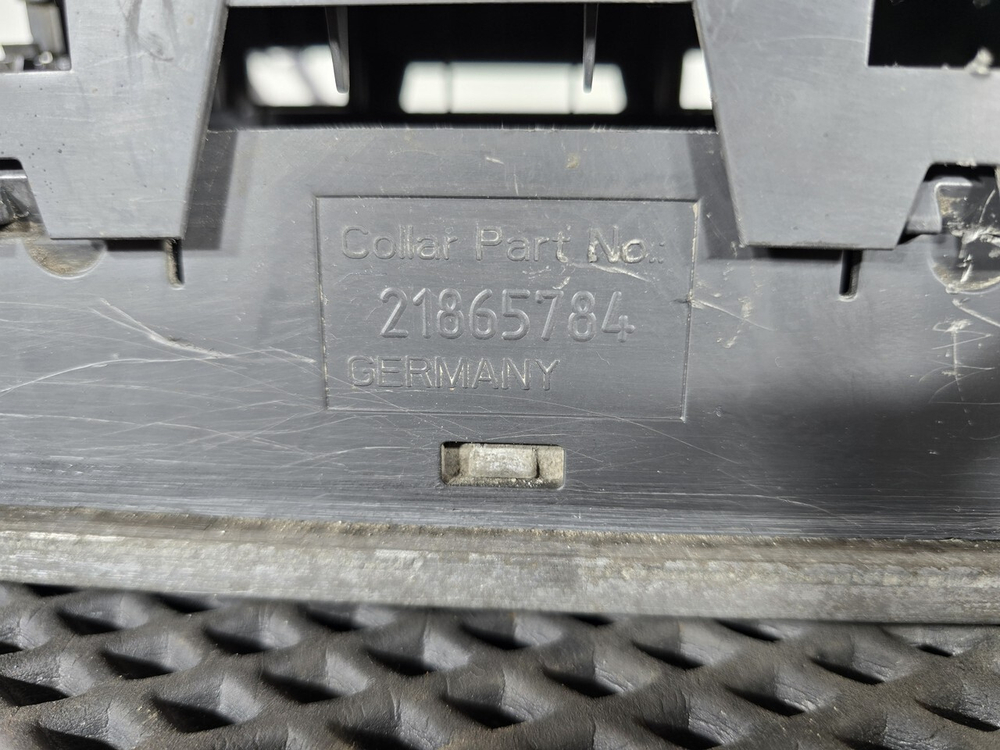 Collar Part No.:
21865784
GERMANY